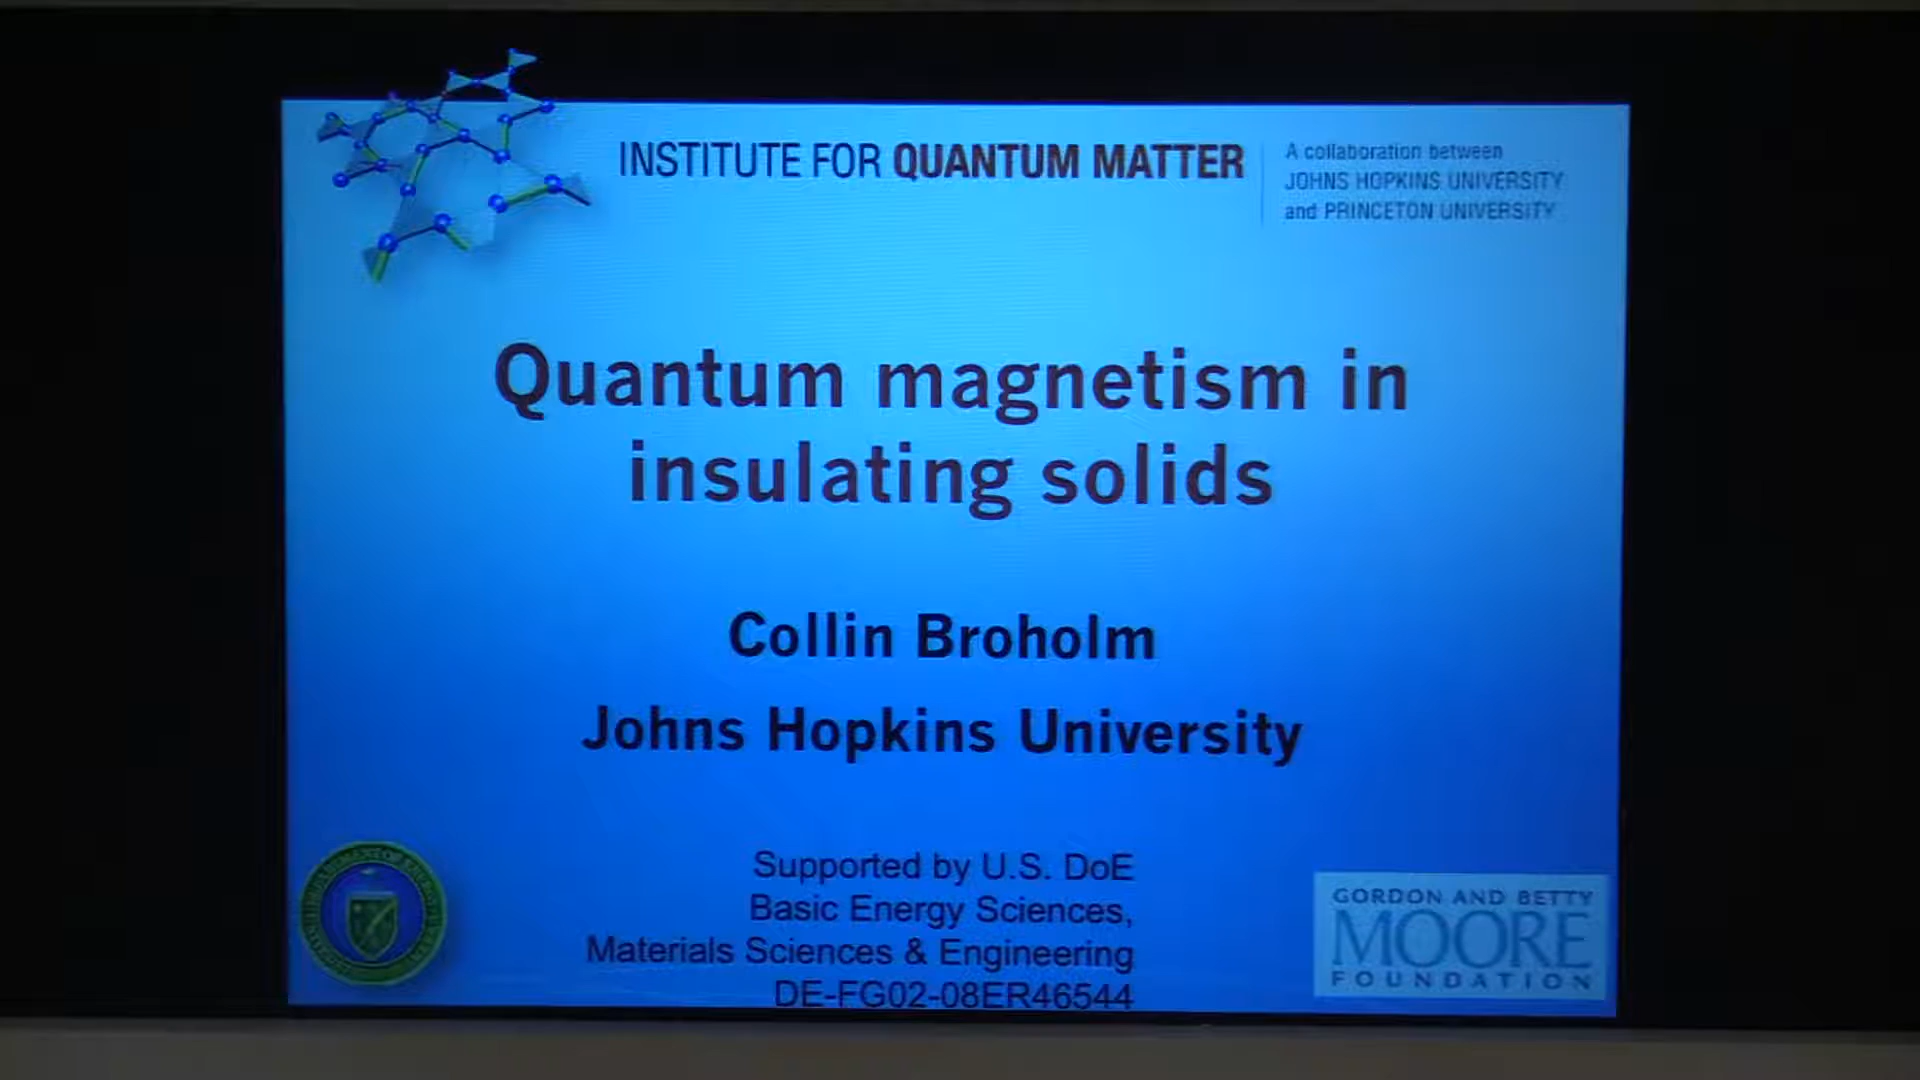 INSTITUTE FOR QUANTUM MATTER
A collaboration between
JOHNS HOPKINS UNIVERSITY
and PRINCETON UNIVERSITY
Quantum magnetism in
insulating solids
Collin Broholm
Johns Hopkins University
Supported by U.S. DoE
Basic Energy Sciences,
Materials Sciences & Engineering
DE-FG02-08ER46544
GORDON AND BETTY
MOORE
FOUNDATION